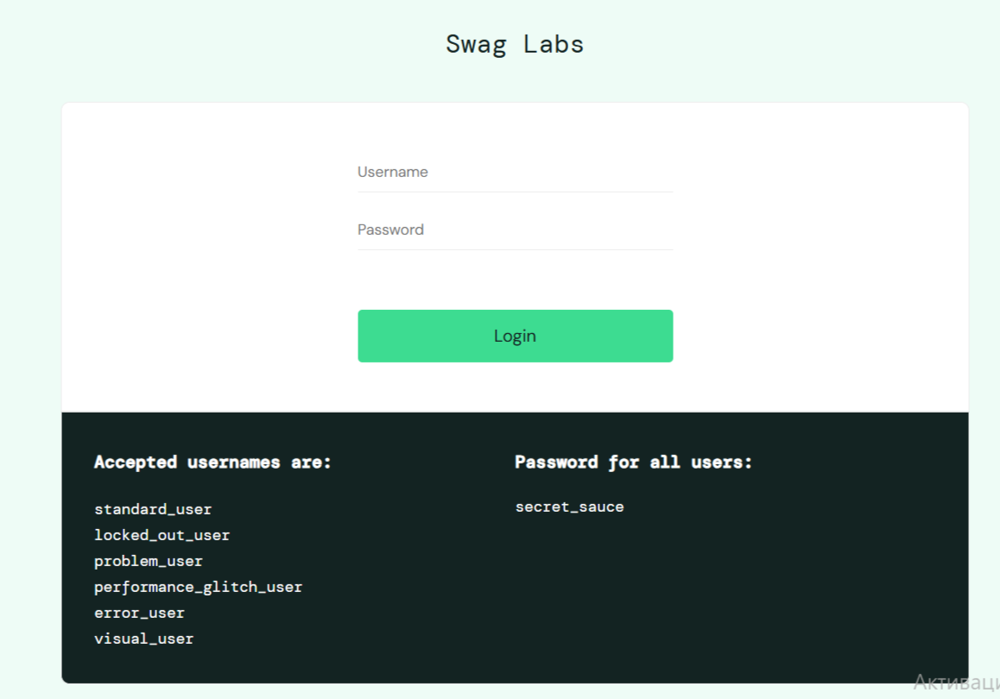 Swag Labs
Username
Password
Login
Accepted usernames are:
standard_user
locked_out_user
problem_user
performance_glitch_user
error_user
visual_user
Password for all users:
secret_sauce